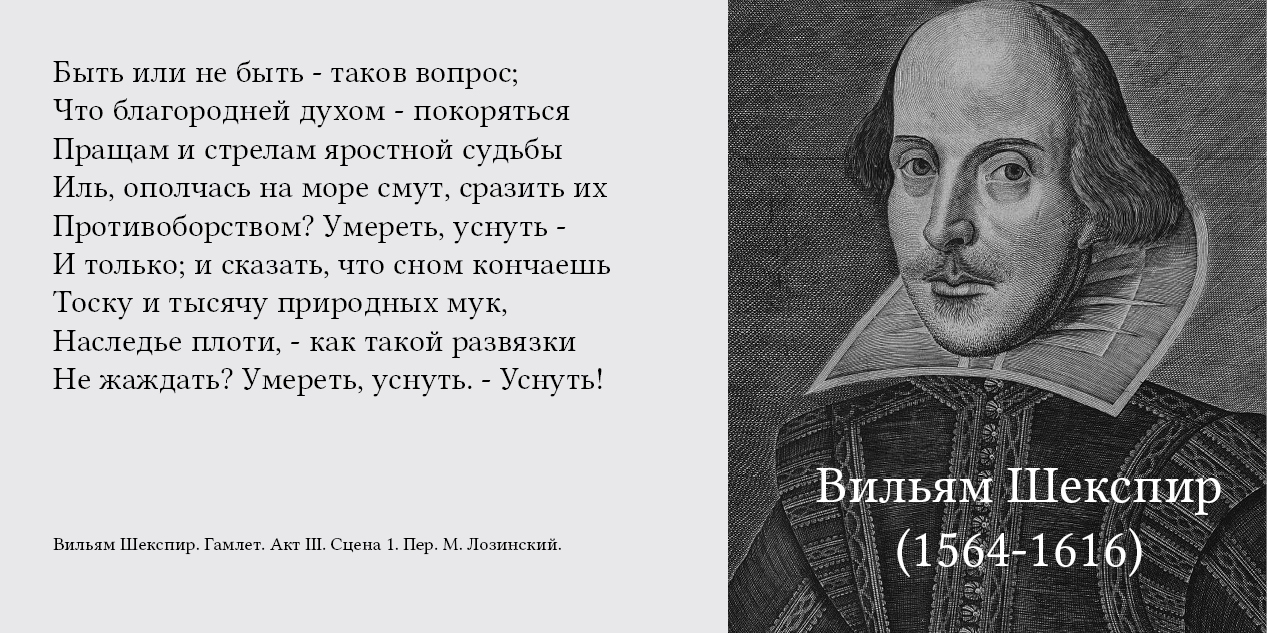 Быть или не быть - таков вопрос;
Что благородней духом - покоряться
Пращам и стрелам яростной судьбы
Иль, ополчась на море смут, сразить их
Противоборством? Умереть, уснуть -
И только; и сказать, что сном кончаешь
Тоску и тысячу природных мук,
Наследье плоти, - как такой развязки
Не жаждать? Умереть, уснуть. - Уснуть!
Вильям Шекспир. Гамлет. Акт III. Сцена 1. Пер. М. Лозинский.
Вильям Шекспир
(1564-1616)